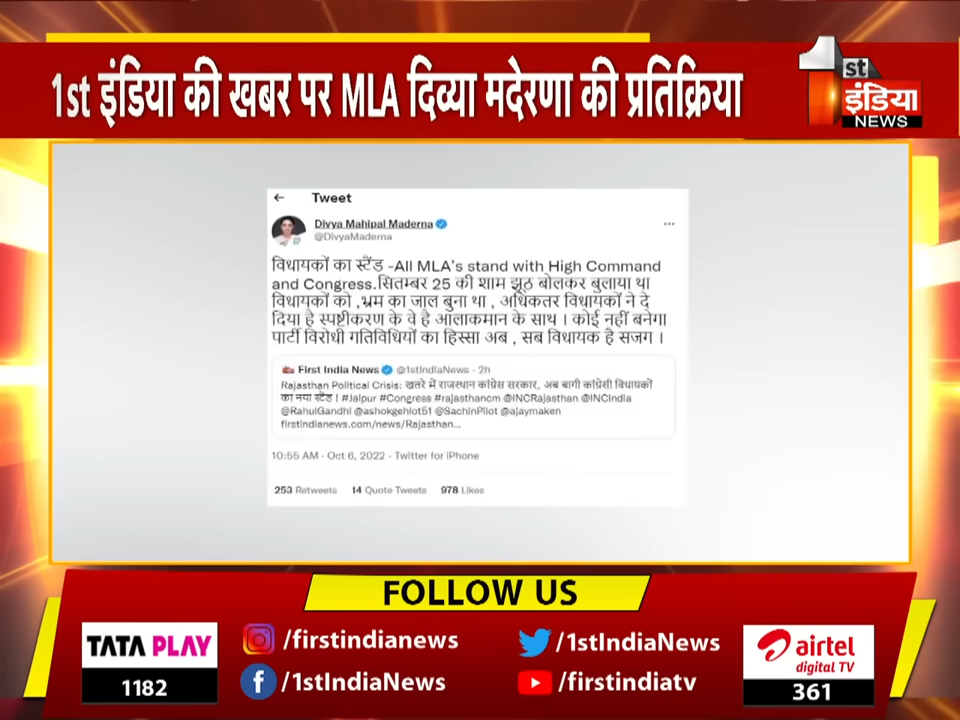 1st इंडिया की खबर पर MLA दिव्या मदेरणा की प्रतिक्रिया
1st
इंडिया
NEWS
← Tweet
Divya Mahipal Maderna
@DivyaMaderna
...
विधायकों का स्टैंड -All MLA's stand with High Command
and Congress.सितम्बर 25 की शाम झूठ बोलकर बुलाया था
विधायकों को ,भ्रम का जाल बुना था , अधिकतर विधायकों ने दे
दिया है स्पष्टीकरण के वे है आलाकमान के साथ । कोई नहीं बनेगा
पार्टी विरोधी गतिविधियों का हिस्सा अब , सब विधायक है सजग ।
First India News @1stIndiaNews - 2h
Rajasthan Political Crisis: खतरे में राजस्थान कांग्रेस सरकार, अब बागी कांग्रेसी विधायकों
का नया स्टैंड ! #Jaipur #Congress #rajasthancm @INCRajasthan @INCIndia
@RahulGandhi @ashokgehlot51 @SachinPilot @ajaymaken
firstindianews.com/news/Rajasthan...
10:55 AM - Oct 6, 2022 - Twitter for iPhone
253 Retweets 14 Quote Tweets 978 Likes
FOLLOW US
TATA PLAY
1182
/firstindianews
/1stIndiaNews
/1stIndiaNews
/firstindiatv
airtel
digital TV
361